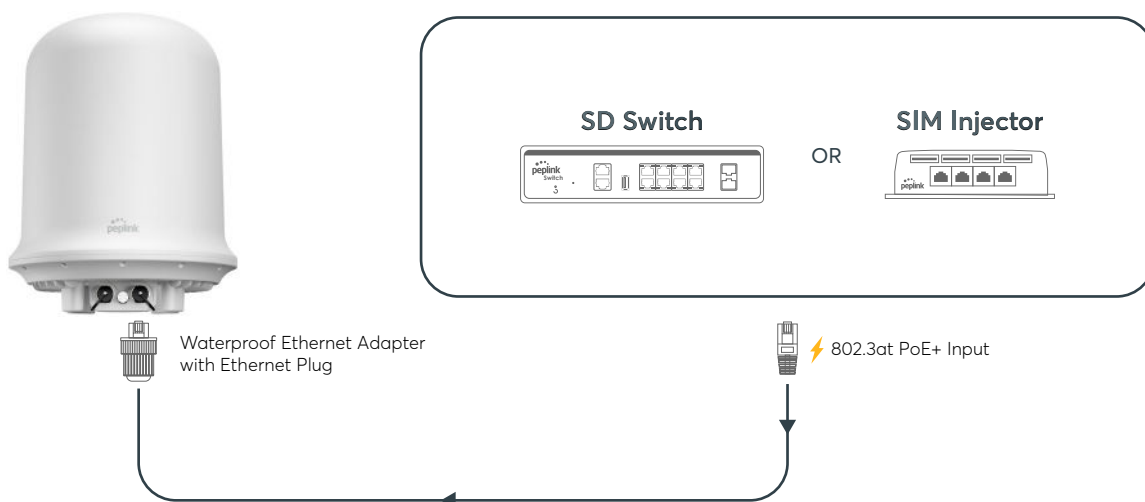 SD Switch
OR
SIM Injector
peplink
Switch
peplink
peplink
Waterproof Ethernet Adapter
with Ethernet Plug
802.3at PoE+ Input